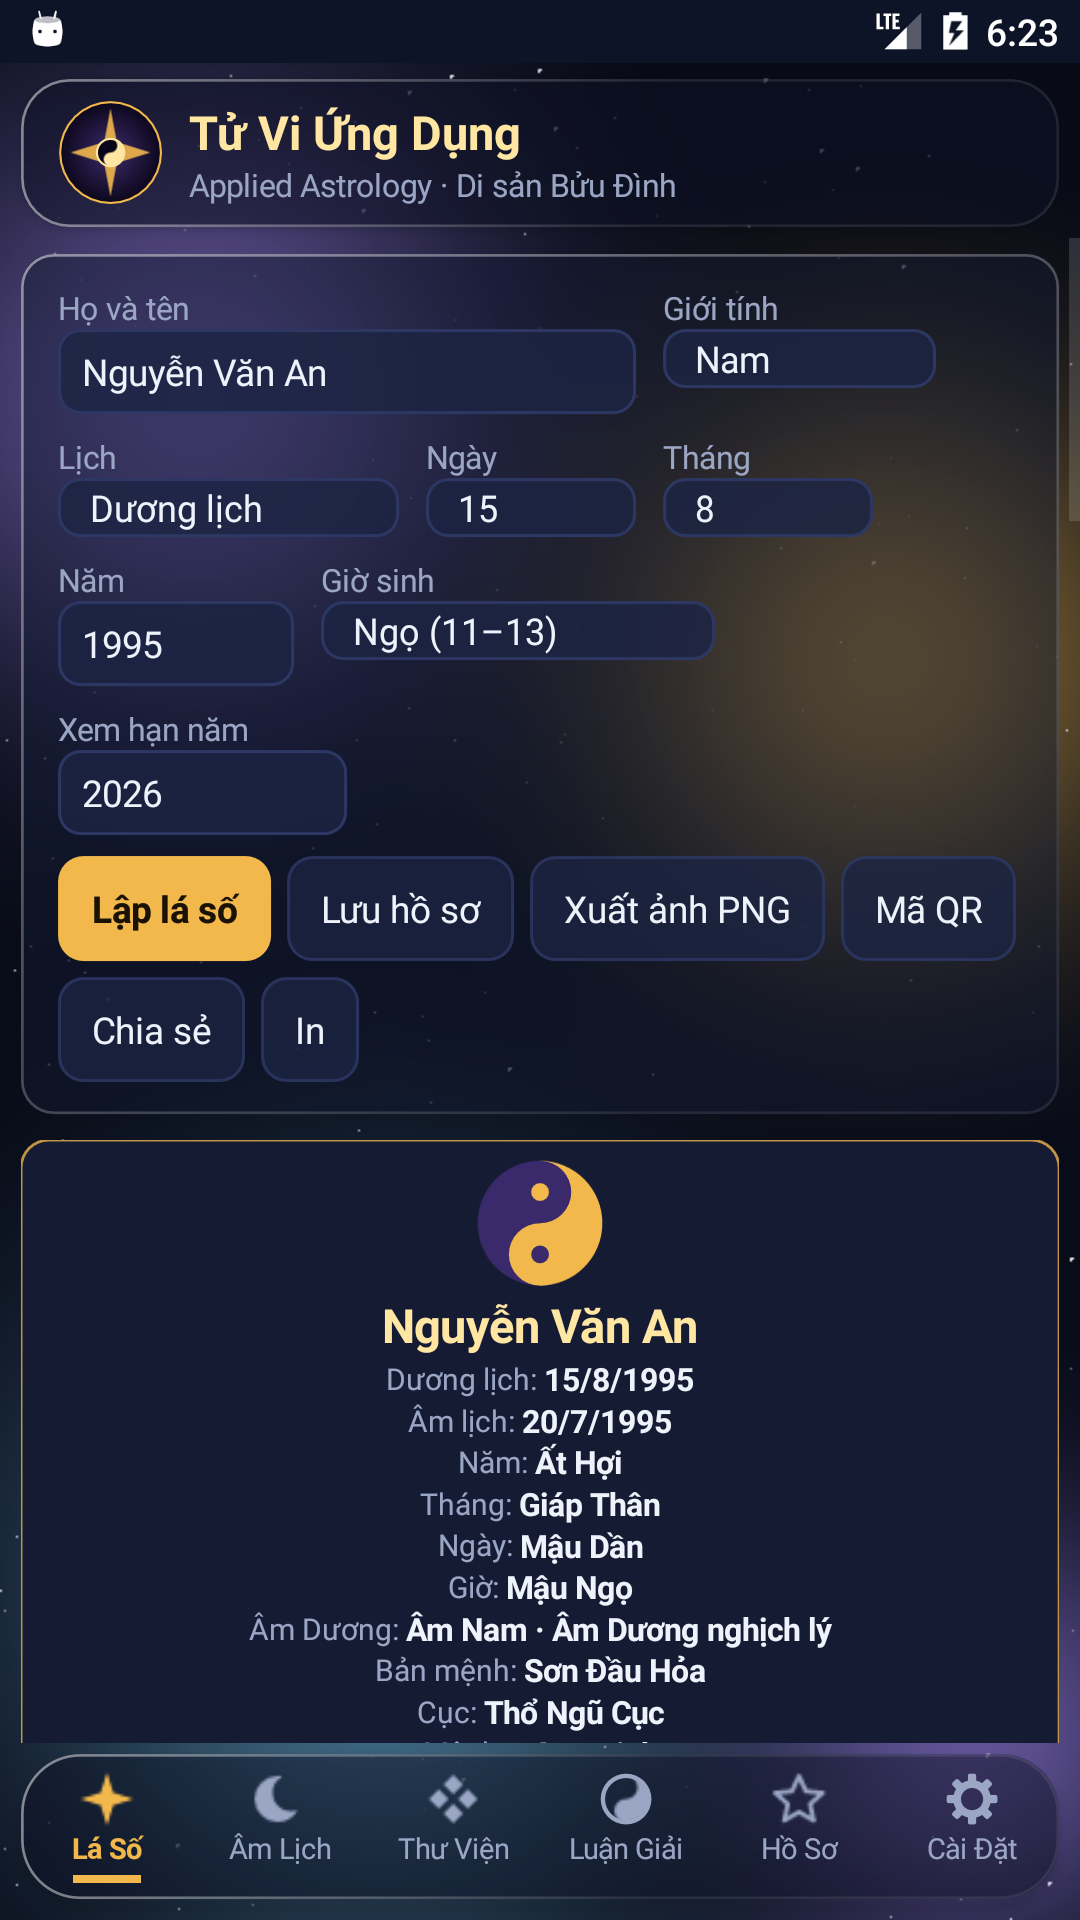 LTE 6:23
Tử Vi Ứng Dụng
Applied Astrology · Di sản Bửu Đình
Họ và tên Giới tính
Nguyễn Văn An Nam
Lịch Ngày Tháng
Dương lịch 15 8
Năm Giờ sinh
1995 Ngọ (11–13)
Xem hạn năm
2026
Lập lá số Lưu hồ sơ Xuất ảnh PNG Mã QR
Chia sẻ In
Nguyễn Văn An
Dương lịch: 15/8/1995
Âm lịch: 20/7/1995
Năm: Ất Hợi
Tháng: Giáp Thân
Ngày: Mậu Dần
Giờ: Mậu Ngọ
Âm Dương: Âm Nam · Âm Dương nghịch lý
Bản mệnh: Sơn Đầu Hỏa
Cục: Thổ Ngũ Cục
Lá Số Âm Lịch Thư Viện Luận Giải Hồ Sơ Cài Đặt